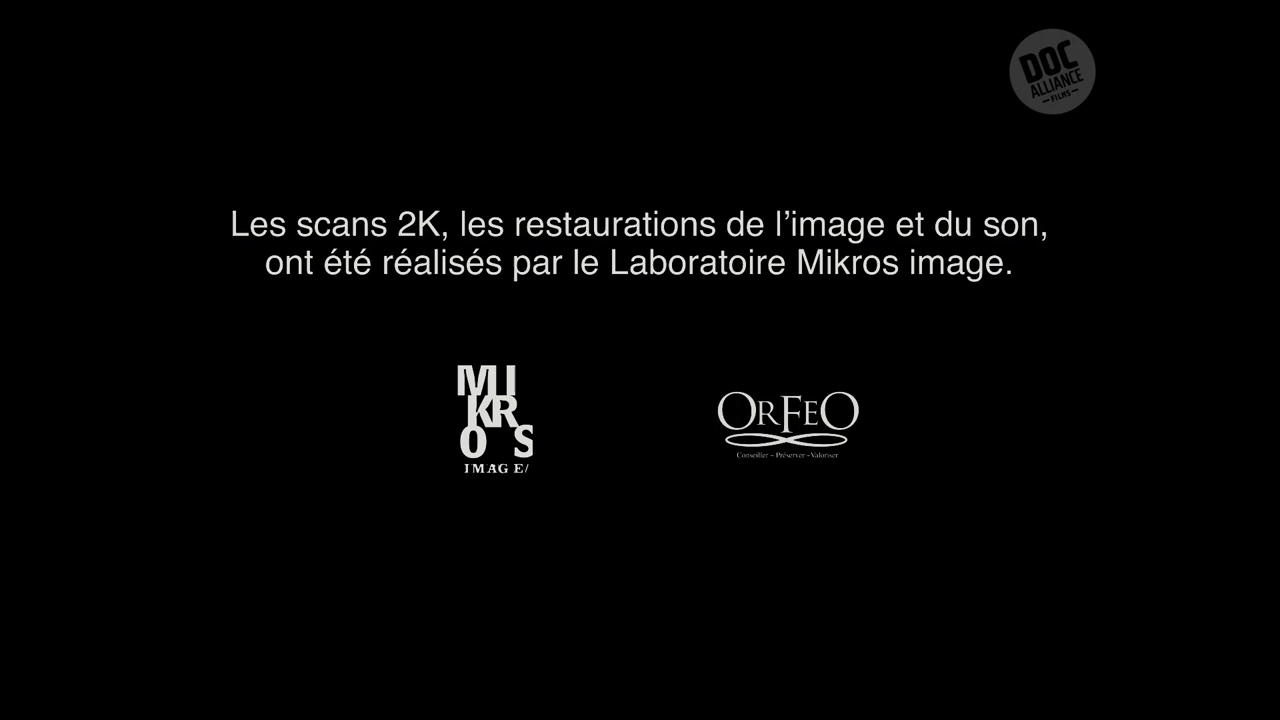 DOC
ALLIANCE
FILMS
Les scans 2K, les restaurations de l’image et du son,
ont été réalisés par le Laboratoire Mikros image.
MI
KR
O S
IMAGE/
ORFEO
Conseiller - Préserver - Valoriser